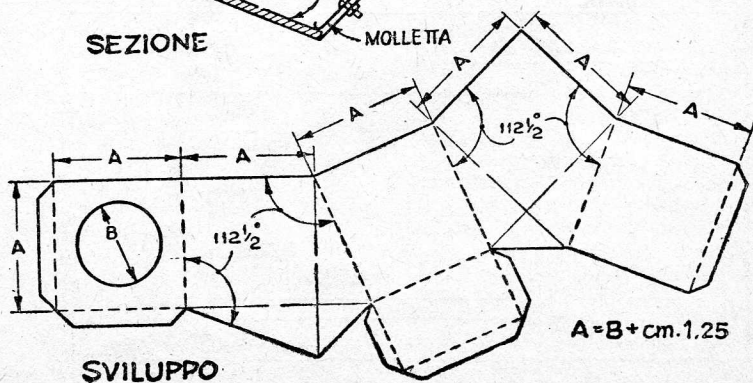 SEZIONE
MOLLETTA
A
A
A
A
112½°
A
A
A
B
112½°
A=B+cm.1,25
SVILUPPO